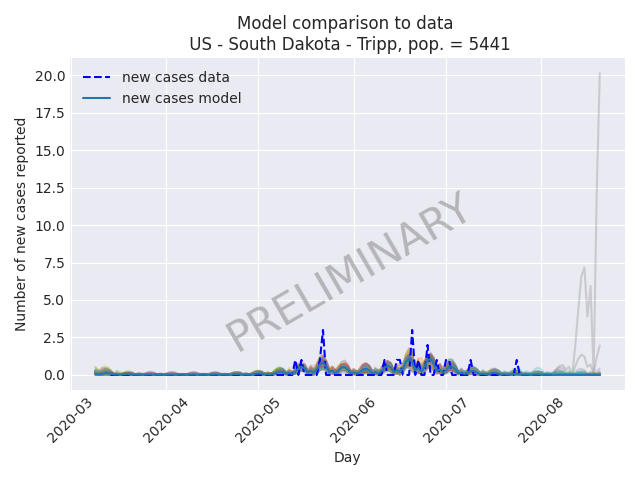 Model comparison to data
US - South Dakota - Tripp, pop. = 5441
new cases data
new cases model
Number of new cases reported
20.0
17.5
15.0
12.5
10.0
7.5
5.0
2.5
0.0
PRELIMINARY
2020-03
2020-04
2020-05
2020-06
2020-07
2020-08
Day